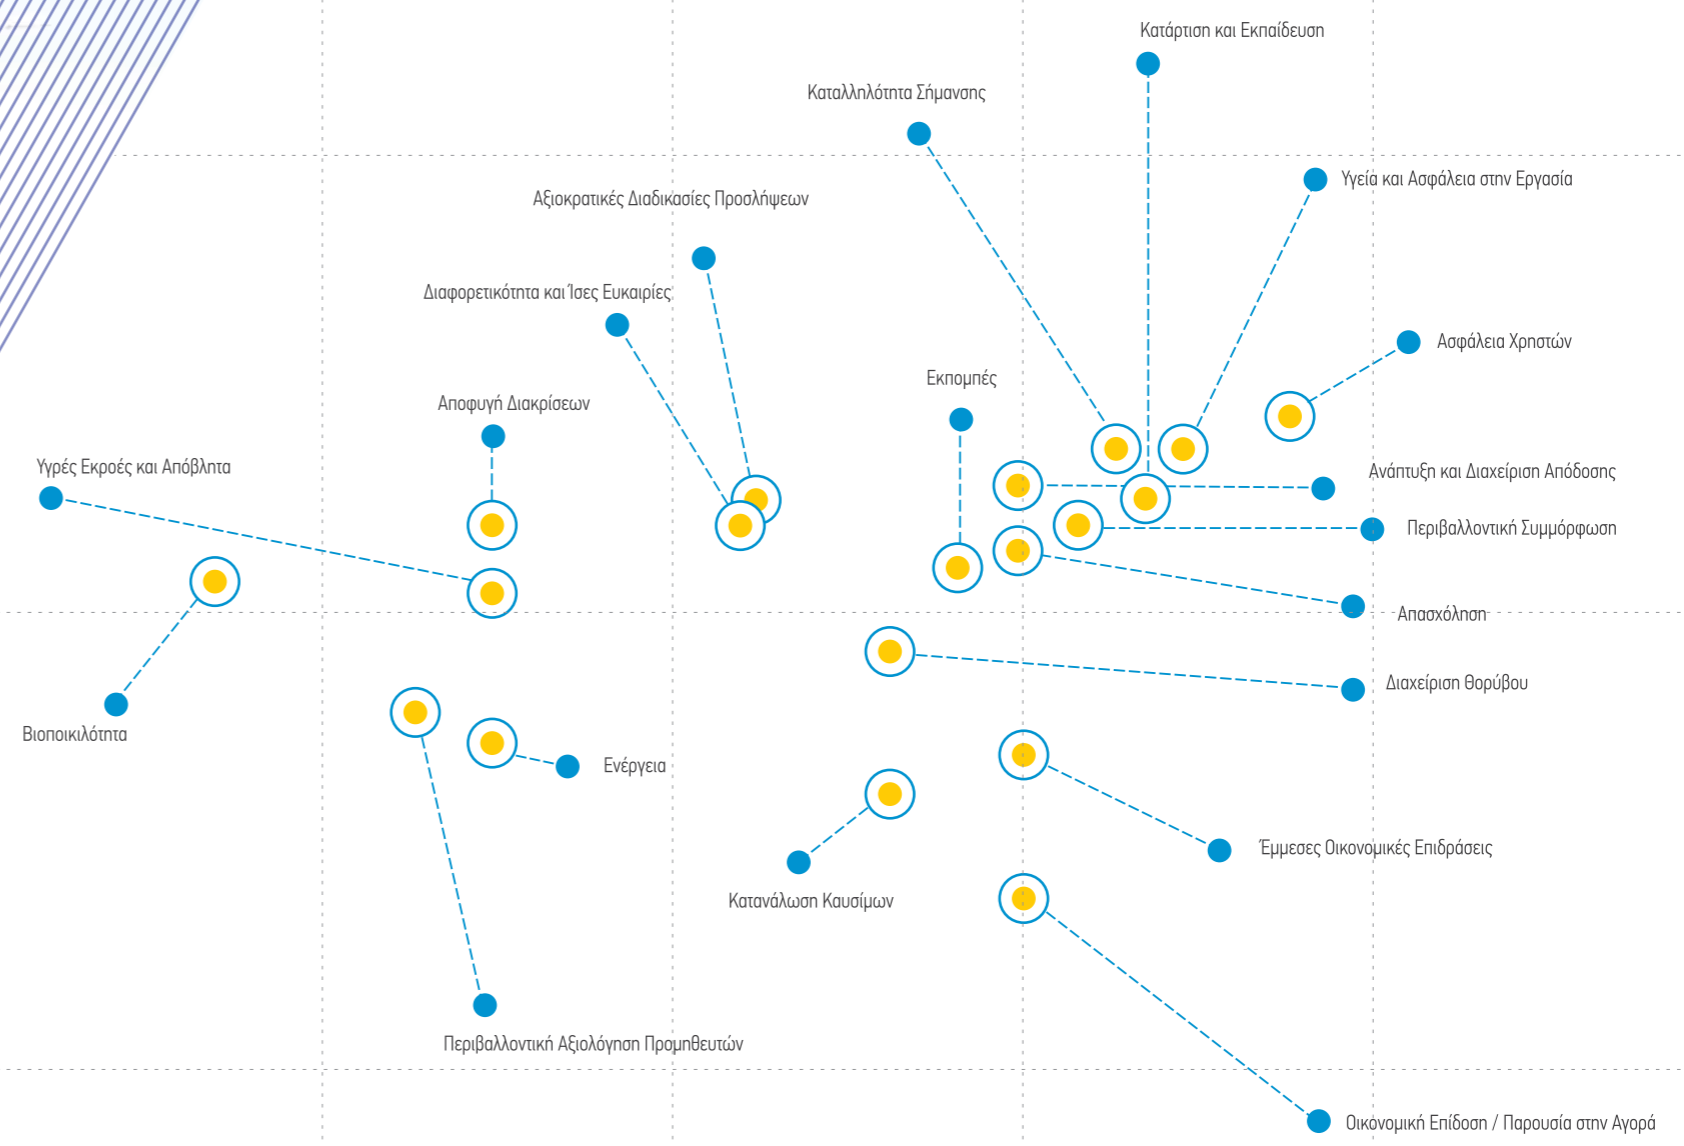 Κατάρτιση και Εκπαίδευση
Καταλληλότητα Σήμανσης
Υγεία και Ασφάλεια στην Εργασία
Αξιοκρατικές Διαδικασίες Προσλήψεων
Διαφορετικότητα και Ίσες Ευκαιρίες
Ασφάλεια Χρηστών
Εκπομπές
Αποφυγή Διακρίσεων
Υγρές Εκροές και Απόβλητα
Ανάπτυξη και Διαχείριση Απόδοσης
Περιβαλλοντική Συμμόρφωση
Απασχόληση
Διαχείριση Θορύβου
Βιοποικιλότητα
Ενέργεια
Έμμεσες Οικονομικές Επιδράσεις
Κατανάλωση Καυσίμων
Περιβαλλοντική Αξιολόγηση Προμηθευτών
Οικονομική Επίδοση / Παρουσία στην Αγορά